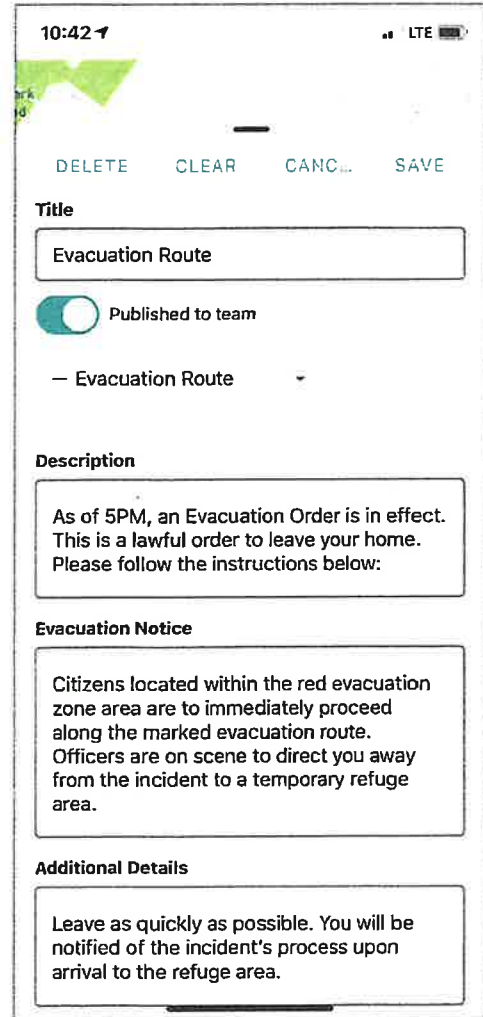 10:42
LTE
DELETE CLEAR CANC... SAVE
Title
Evacuation Route
Published to team
— Evacuation Route
Description
As of 5PM, an Evacuation Order is in effect.
This is a lawful order to leave your home.
Please follow the instructions below:
Evacuation Notice
Citizens located within the red evacuation
zone area are to immediately proceed
along the marked evacuation route.
Officers are on scene to direct you away
from the incident to a temporary refuge
area.
Additional Details
Leave as quickly as possible. You will be
notified of the incident's process upon
arrival to the refuge area.